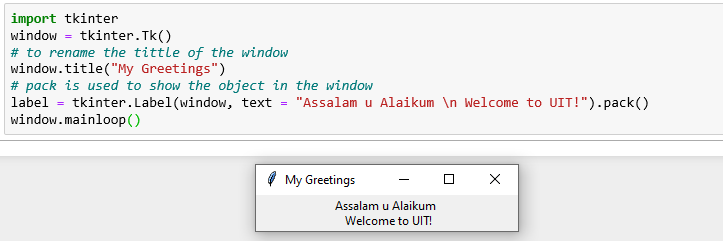 import tkinter
window = tkinter.Tk()
# to rename the tittle of the window
window.title("My Greetings")
# pack is used to show the object in the window
label = tkinter.Label(window, text = "Assalam u Alaikum \n Welcome to UIT!").pack()
window.mainloop()
My Greetings
Assalam u Alaikum
Welcome to UIT!